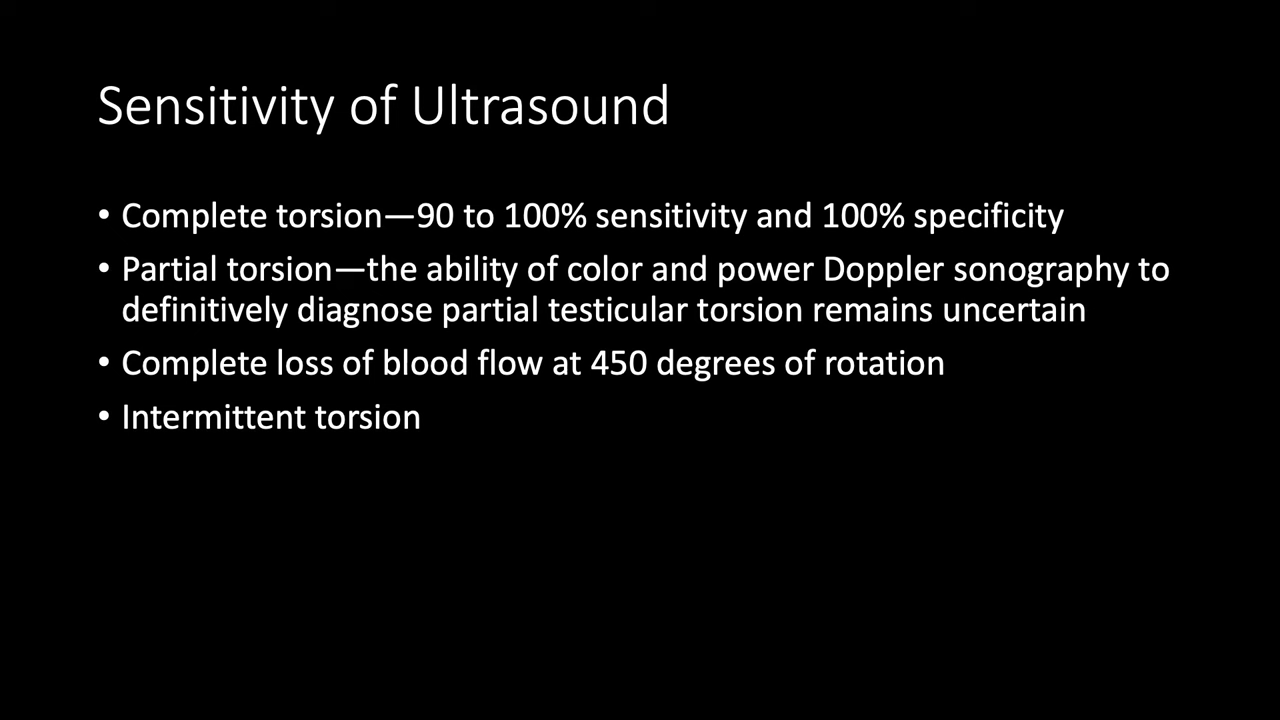 Sensitivity of Ultrasound
• Complete torsion—90 to 100% sensitivity and 100% specificity
• Partial torsion—the ability of color and power Doppler sonography to
definitively diagnose partial testicular torsion remains uncertain
• Complete loss of blood flow at 450 degrees of rotation
• Intermittent torsion